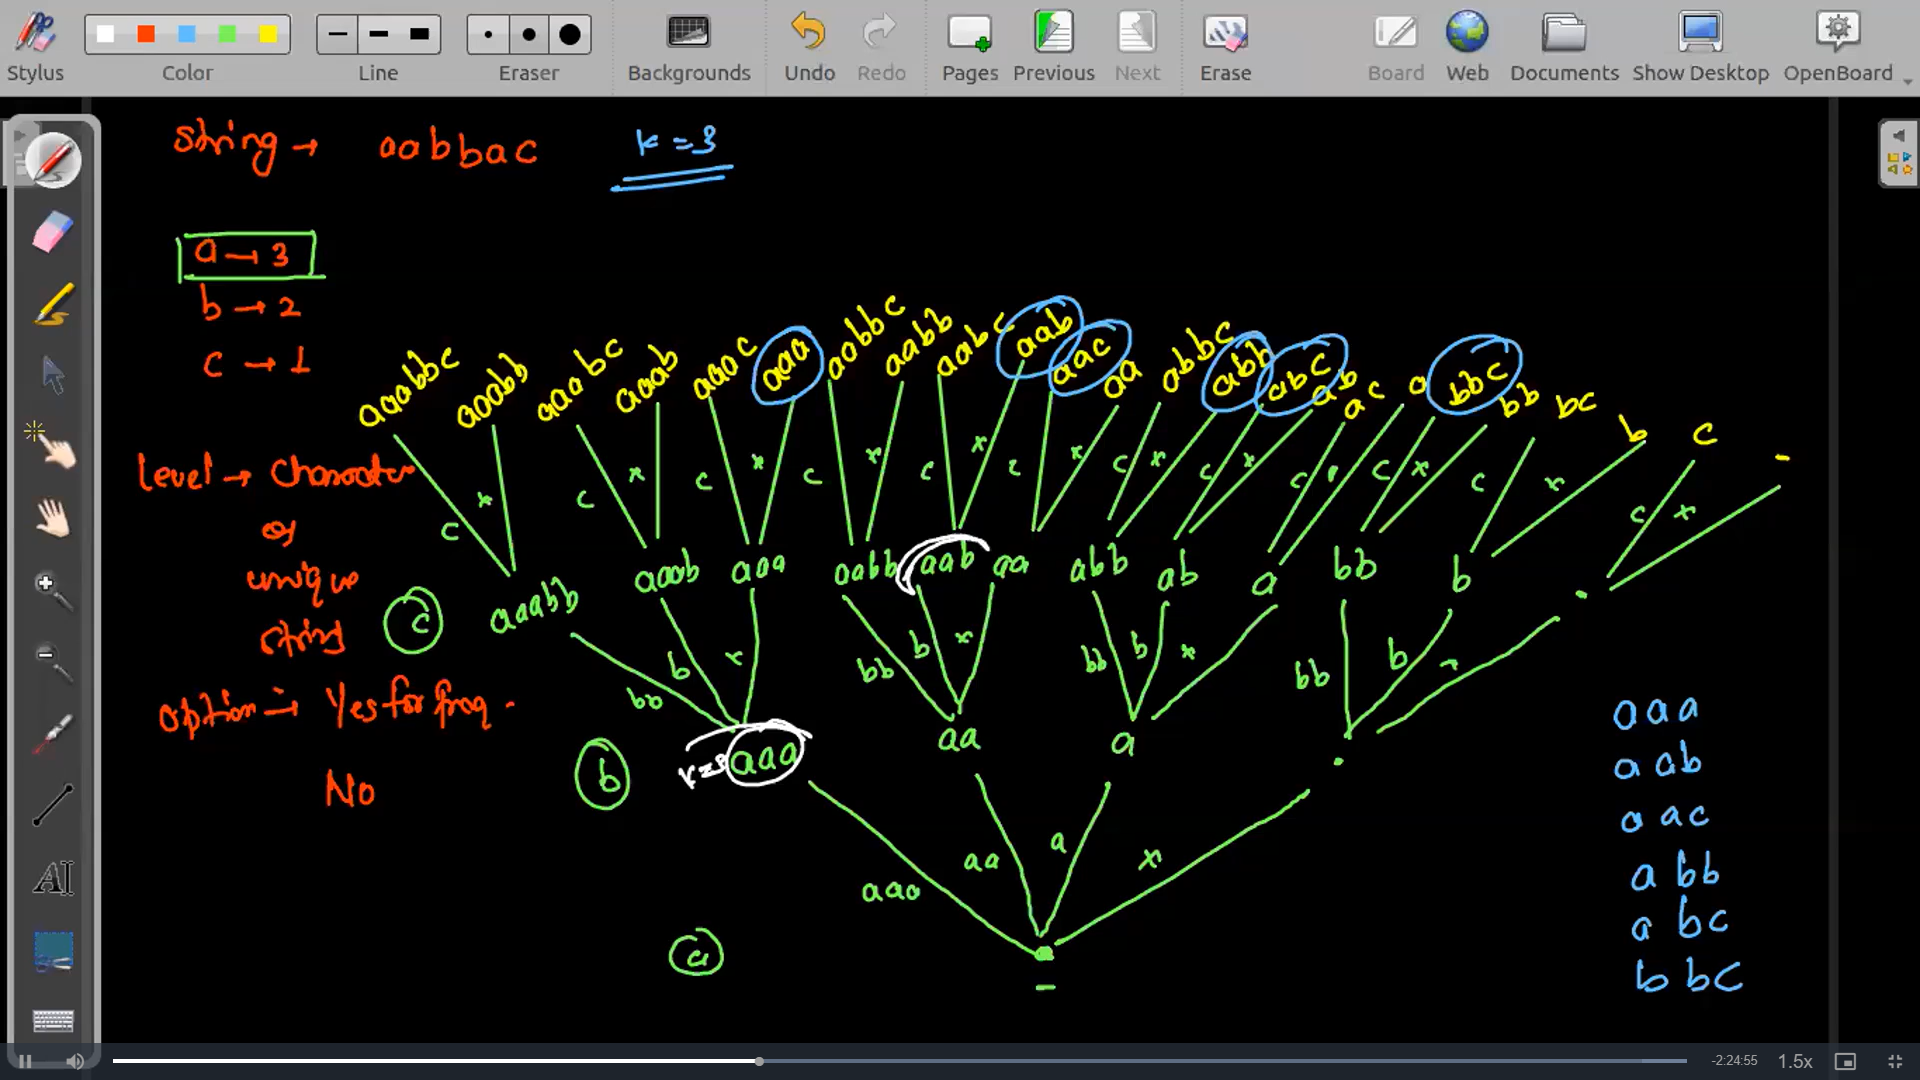 Stylus Color Line Eraser Backgrounds Undo Redo Pages Previous Next Erase Board Web Documents Show Desktop OpenBoard
string → aabbac K = 3
a → 3
b → 2
c → 1
aaabbc aaabb aaabc aaab aaac aaa aabbc aabb aabc aab aac aa abbc abb abc ab ac a bbc bb bc b c -
level → Character
of
unique
string
c x c x c x c x c x c x c x c x c c x c x c x
c aaabb aaab aaa aabb aab aa abb ab a bb b .
option → Yes for freq.
No
bb b x bb b x bb b x bb b x
b K=3 aaa aa a .
aaa aa a x
a
-
aaa
aab
aac
abb
abc
bbc
-2:24:55 1.5x